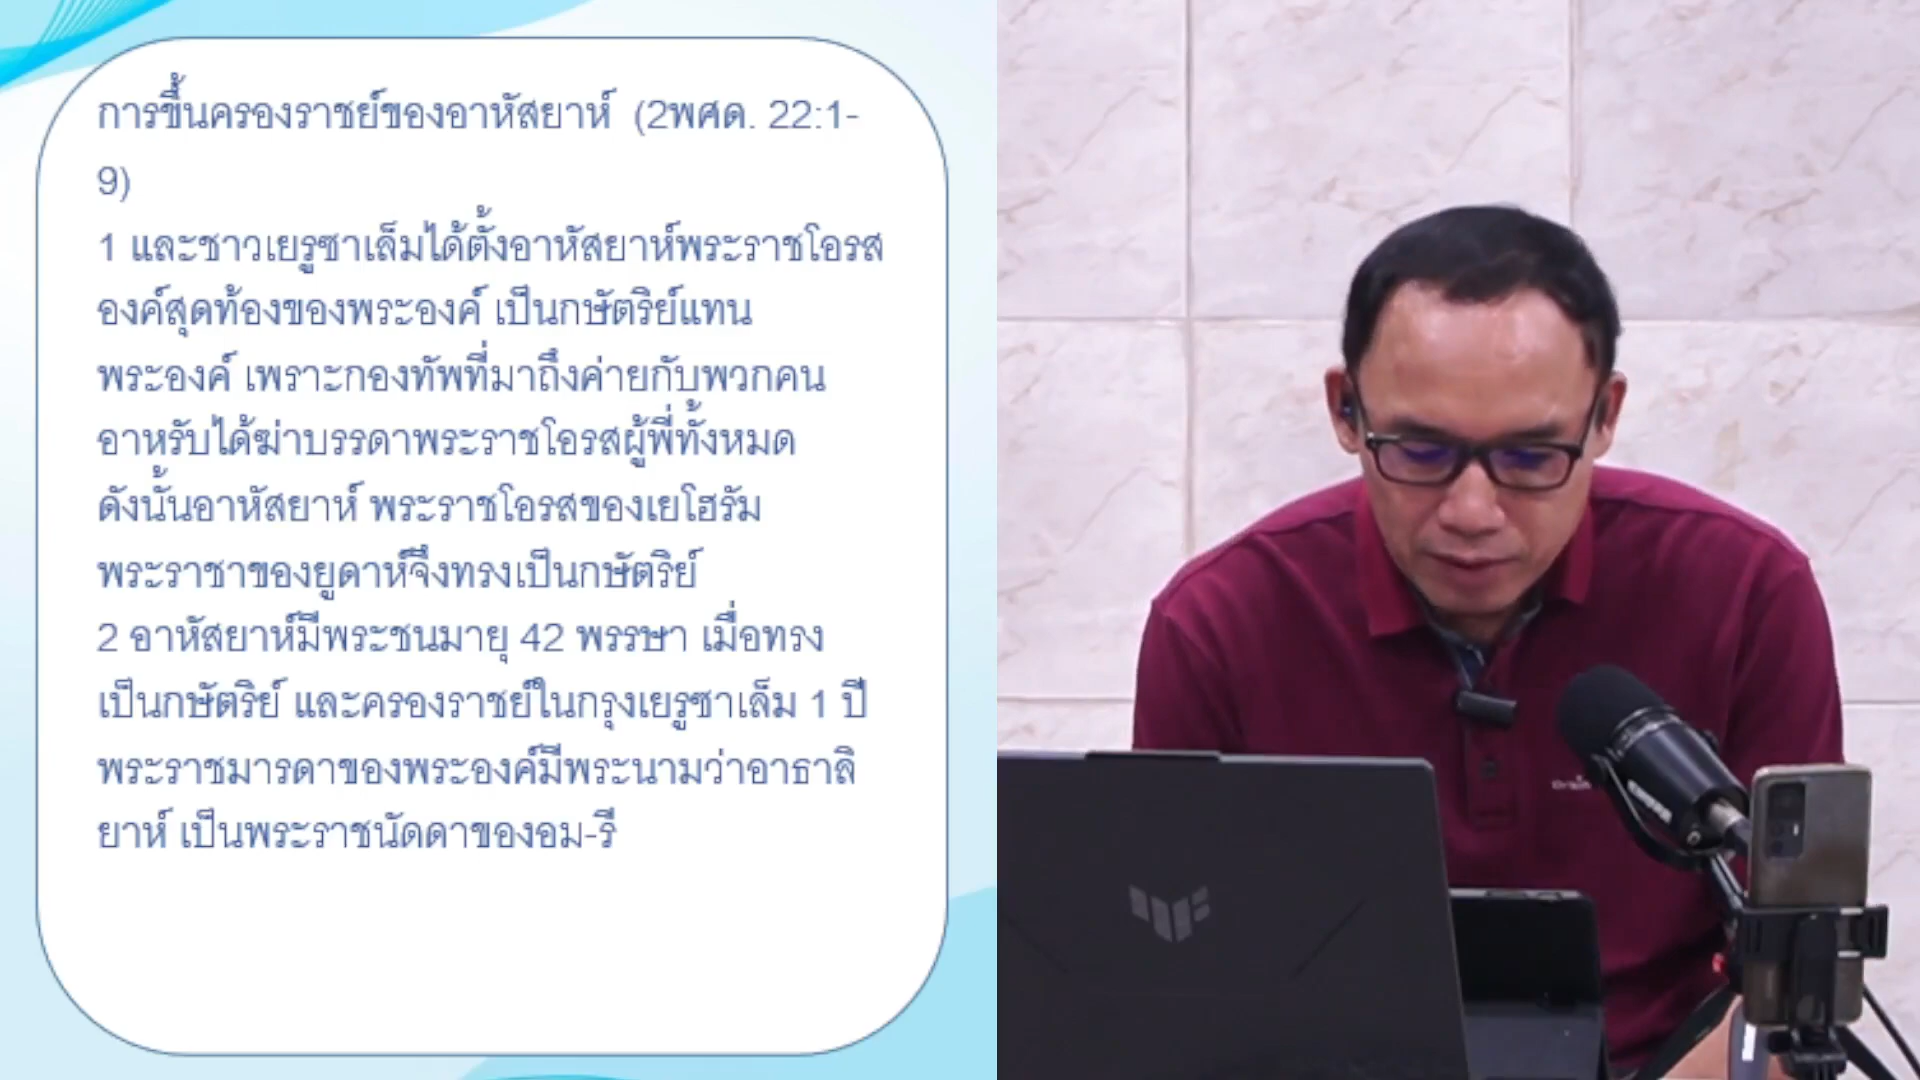 การขึ้นครองราชย์ของอาหัสยาห์ (2พศด. 22:1-
9)
1 และชาวเยรูซาเล็มได้ตั้งอาหัสยาห์พระราชโอรส
องค์สุดท้องของพระองค์ เป็นกษัตริย์แทน
พระองค์ เพราะกองทัพที่มาถึงค่ายกับพวกคน
อาหรับได้ฆ่าบรรดาพระราชโอรสผู้พี่ทั้งหมด
ดังนั้นอาหัสยาห์ พระราชโอรสของเยโฮรัม
พระราชาของยูดาห์จึงทรงเป็นกษัตริย์
2 อาหัสยาห์มีพระชนมายุ 42 พรรษา เมื่อทรง
เป็นกษัตริย์ และครองราชย์ในกรุงเยรูซาเล็ม 1 ปี
พระราชมารดาของพระองค์มีพระนามว่าอาธาลิ
ยาห์ เป็นพระราชนัดดาของอม-รี